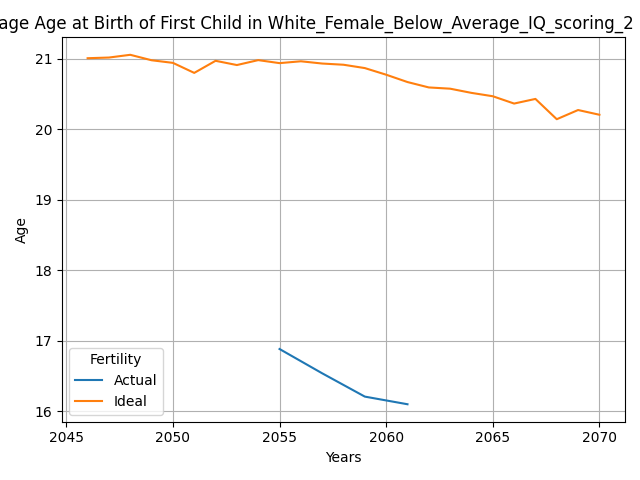 age Age at Birth of First Child in White_Female_Below_Average_IQ_scoring_2
21
20
19
18
17
16
Age
Fertility
Actual
Ideal
2045 2050 2055 2060 2065 2070
Years